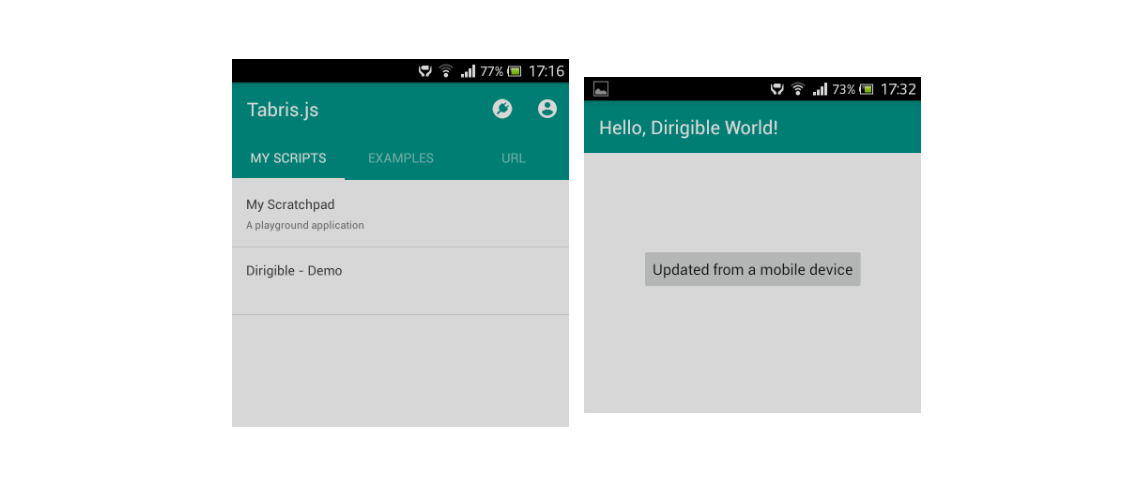 77% 17:16
Tabris.js
MY SCRIPTS EXAMPLES URL
My Scratchpad
A playground application
Dirigible - Demo
73% 17:32
Hello, Dirigible World!
Updated from a mobile device